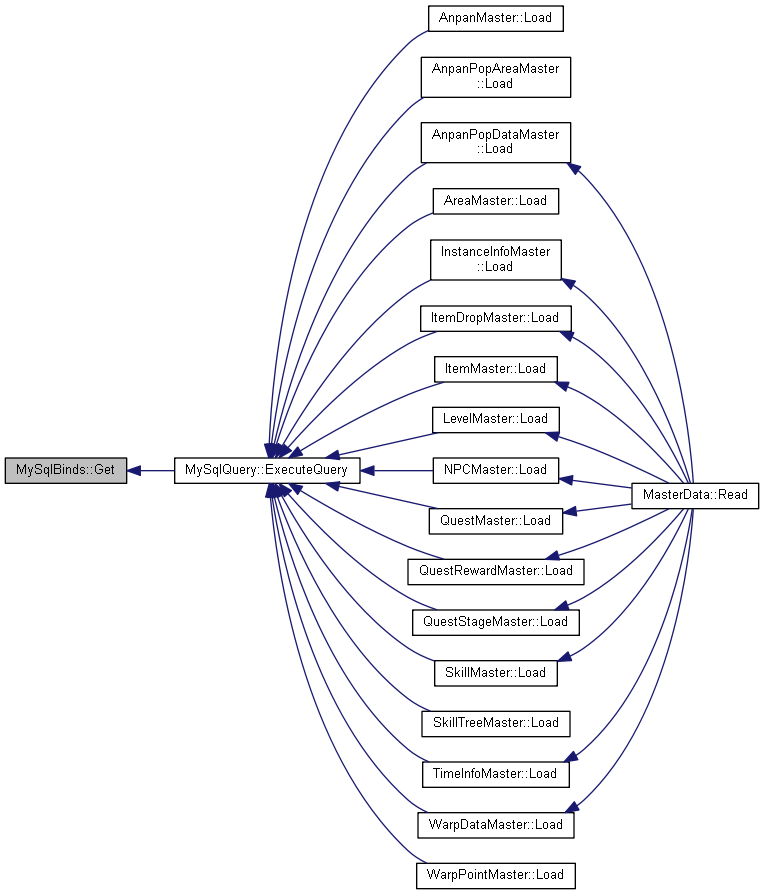 AnpanMaster::Load
AnpanPopAreaMaster
::Load
AnpanPopDataMaster
::Load
AreaMaster::Load
InstanceInfoMaster
::Load
ItemDropMaster::Load
ItemMaster::Load
LevelMaster::Load
MySqlBinds::Get
MySqlQuery::ExecuteQuery
NPCMaster::Load
MasterData::Read
QuestMaster::Load
QuestRewardMaster::Load
QuestStageMaster::Load
SkillMaster::Load
SkillTreeMaster::Load
TimeInfoMaster::Load
WarpDataMaster::Load
WarpPointMaster::Load